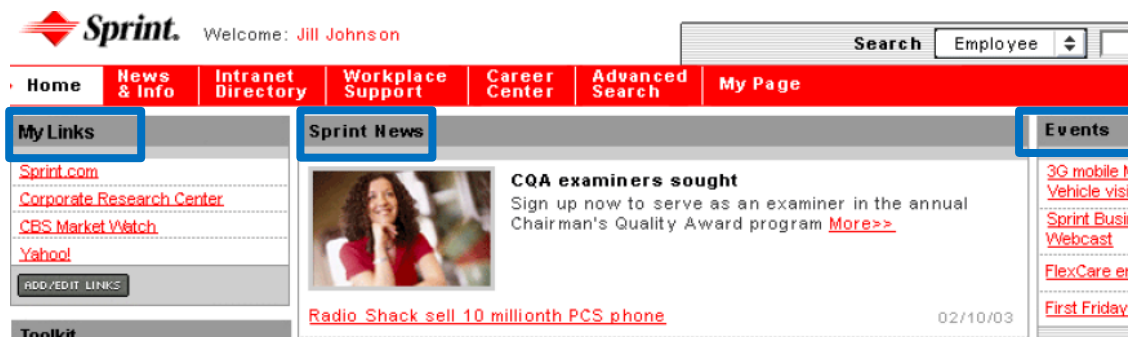 Sprint.
Welcome: Jill Johnson
Search Employee
Home
News & Info
Intranet Directory
Workplace Support
Career Center
Advanced Search
My Page
My Links
Sprint.com
Corporate Research Center
CBS Market Watch
Yahoo!
ADD/EDIT LINKS
Toolkit
Sprint News
CQA examiners sought
Sign up now to serve as an examiner in the annual
Chairman's Quality Award program More>>
Radio Shack sell 10 millionth PCS phone 02/10/03
Events
3G mobile
Vehicle
Sprint
Webcast
FlexCare
First Friday